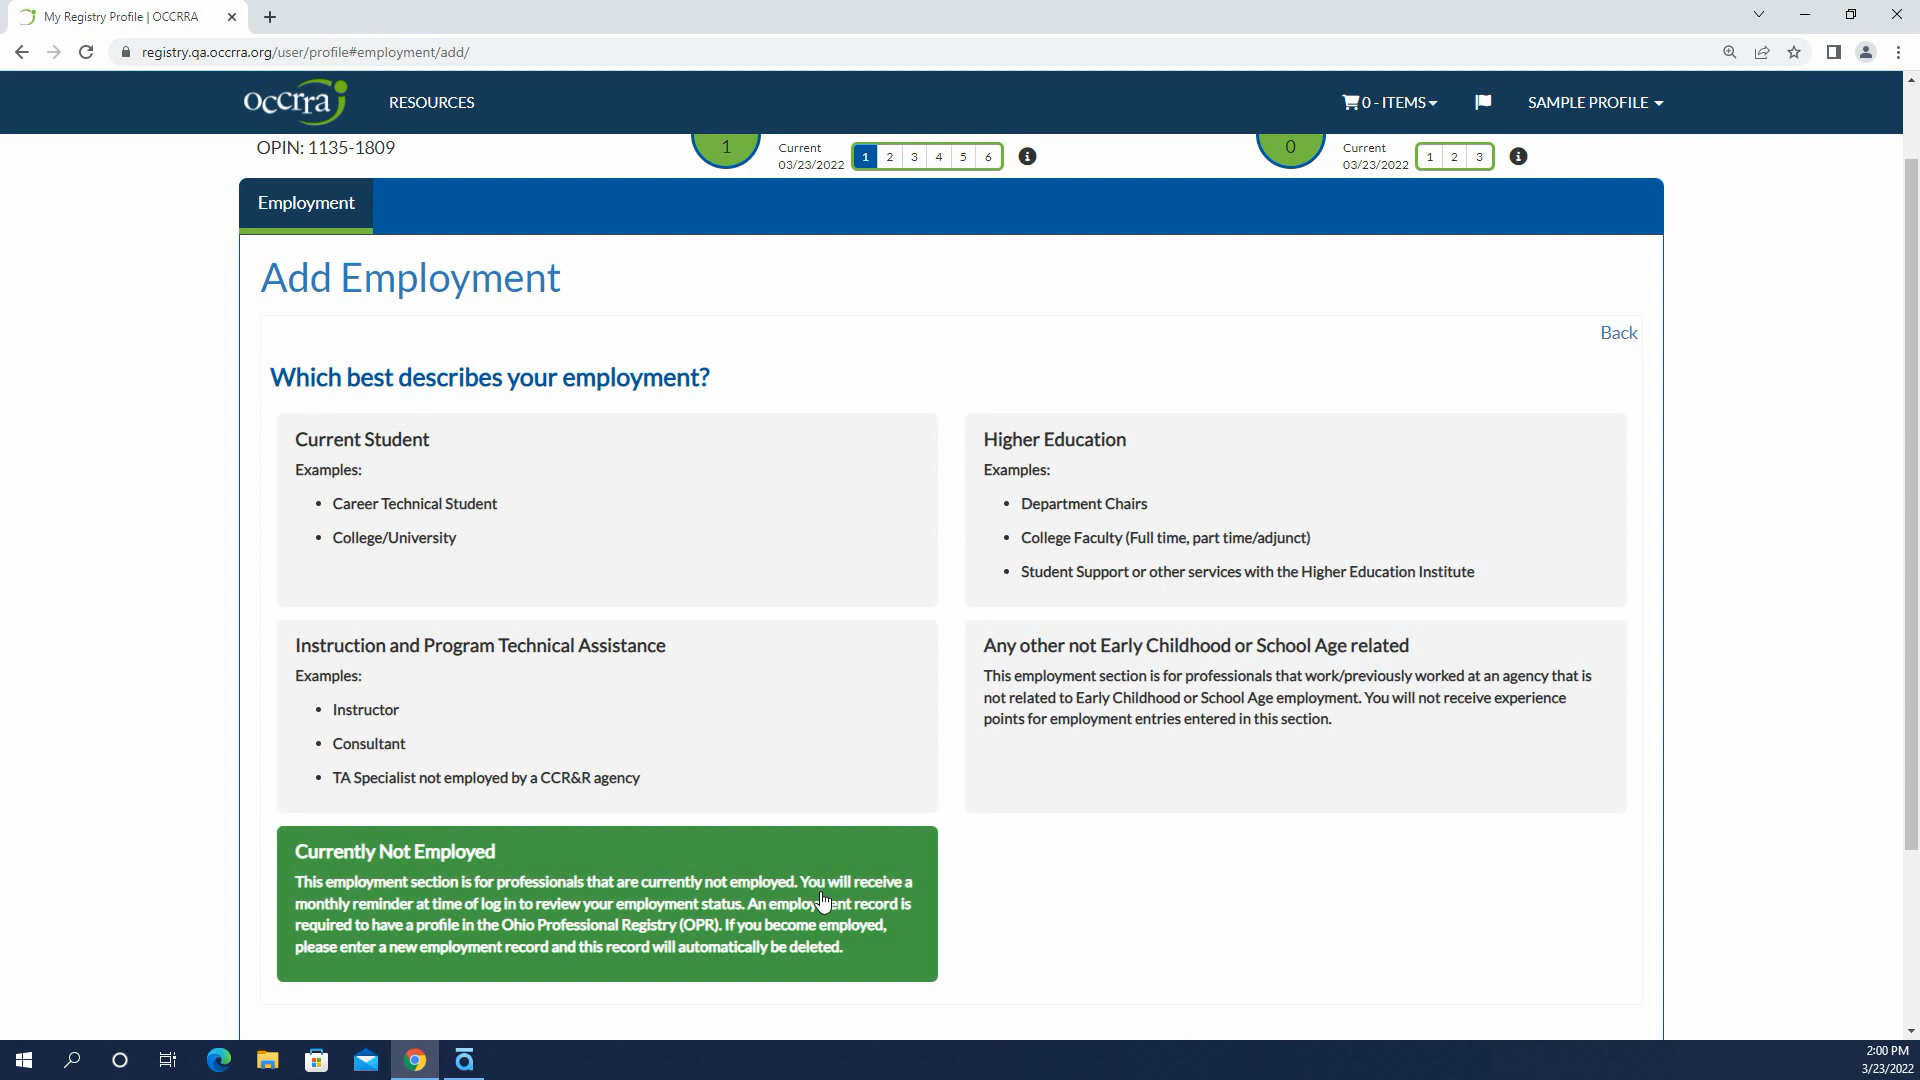 My Registry Profile | OCCRRA
registry.qa.occrra.org/user/profile#employment/add/
occrra
RESOURCES
0 - ITEMS
SAMPLE PROFILE
OPIN: 1135-1809
1
Current
03/23/2022
1 2 3 4 5 6
0
Current
03/23/2022
1 2 3
Employment
Add Employment
Back
Which best describes your employment?
Current Student
Examples:
• Career Technical Student
• College/University
Higher Education
Examples:
• Department Chairs
• College Faculty (Full time, part time/adjunct)
• Student Support or other services with the Higher Education Institute
Instruction and Program Technical Assistance
Examples:
• Instructor
• Consultant
• TA Specialist not employed by a CCR&R agency
Any other not Early Childhood or School Age related
This employment section is for professionals that work/previously worked at an agency that is
not related to Early Childhood or School Age employment. You will not receive experience
points for employment entries entered in this section.
Currently Not Employed
This employment section is for professionals that are currently not employed. You will receive a
monthly reminder at time of log in to review your employment status. An employment record is
required to have a profile in the Ohio Professional Registry (OPR). If you become employed,
please enter a new employment record and this record will automatically be deleted.
2:00 PM
3/23/2022